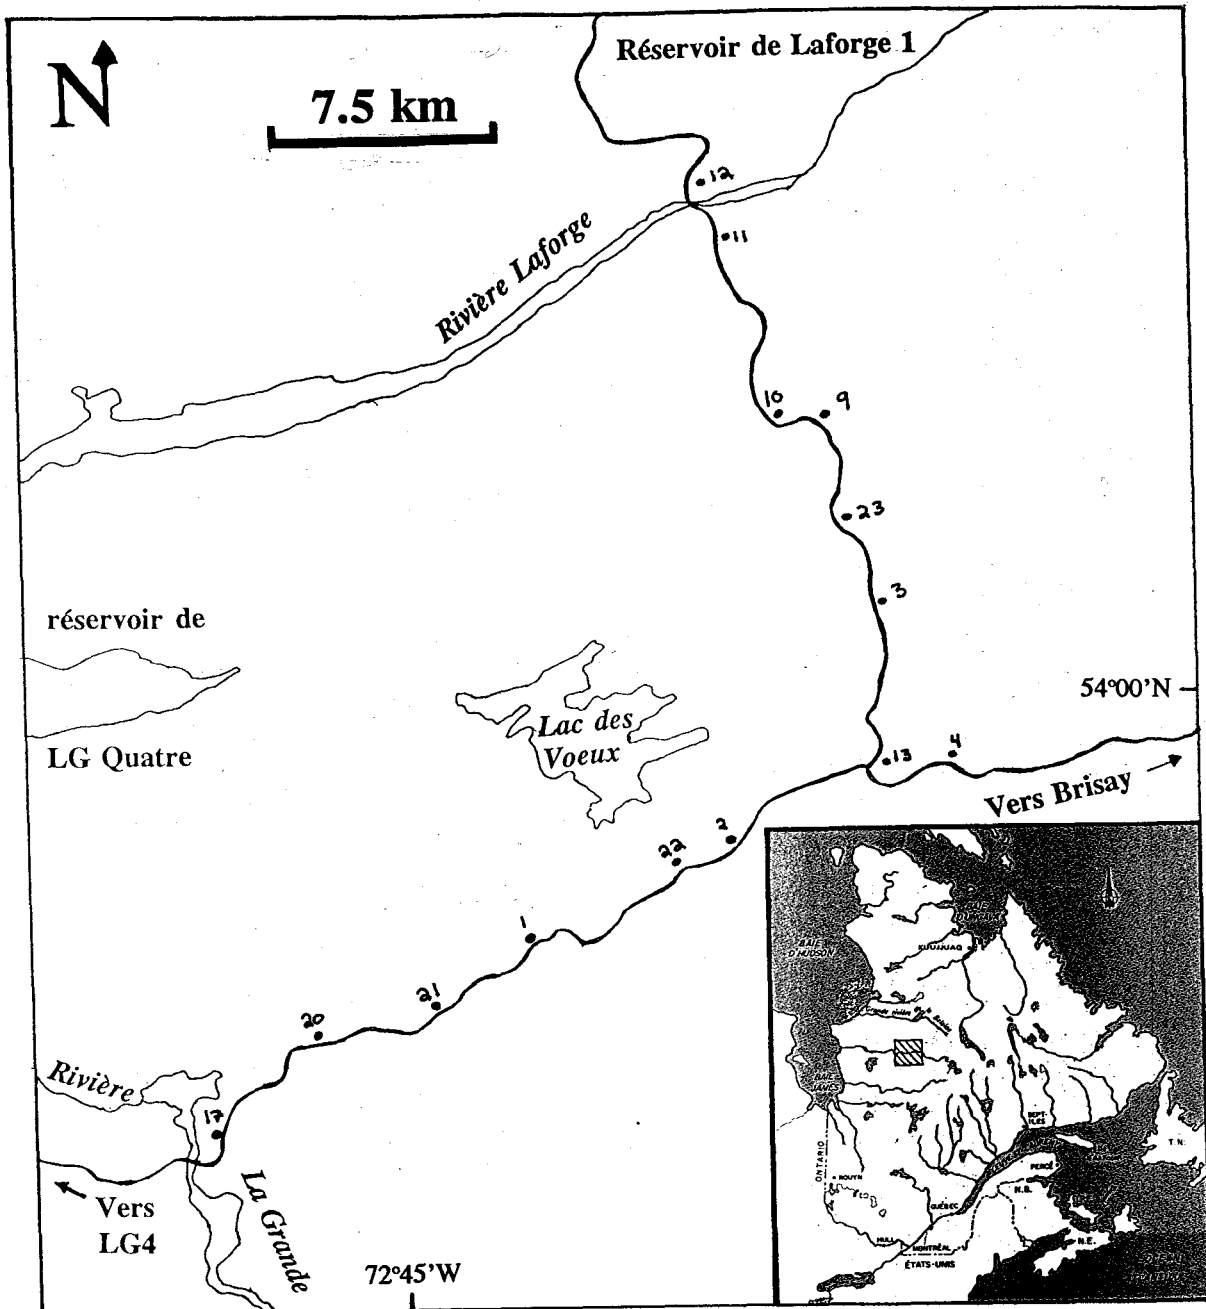 Réservoir de Laforge 1
N
7.5 km
12
11
Rivière Laforge
10
9
23
3
réservoir de
LG Quatre
54°00'N
Lac des
Voeux
13
4
Vers Brisay
2
22
1
21
20
Rivière
17
La Grande
Vers
LG4
72°45'W
BAIE
D'HUDSON
KUUJJUAQ
BAIE
JAMES
SEPT-
ILES
T.N.
ONTARIO
ROUYN
PERCÉ
N.B.
QUÉBEC
HULL
MONTRÉAL
N.E.
ÉTATS-UNIS